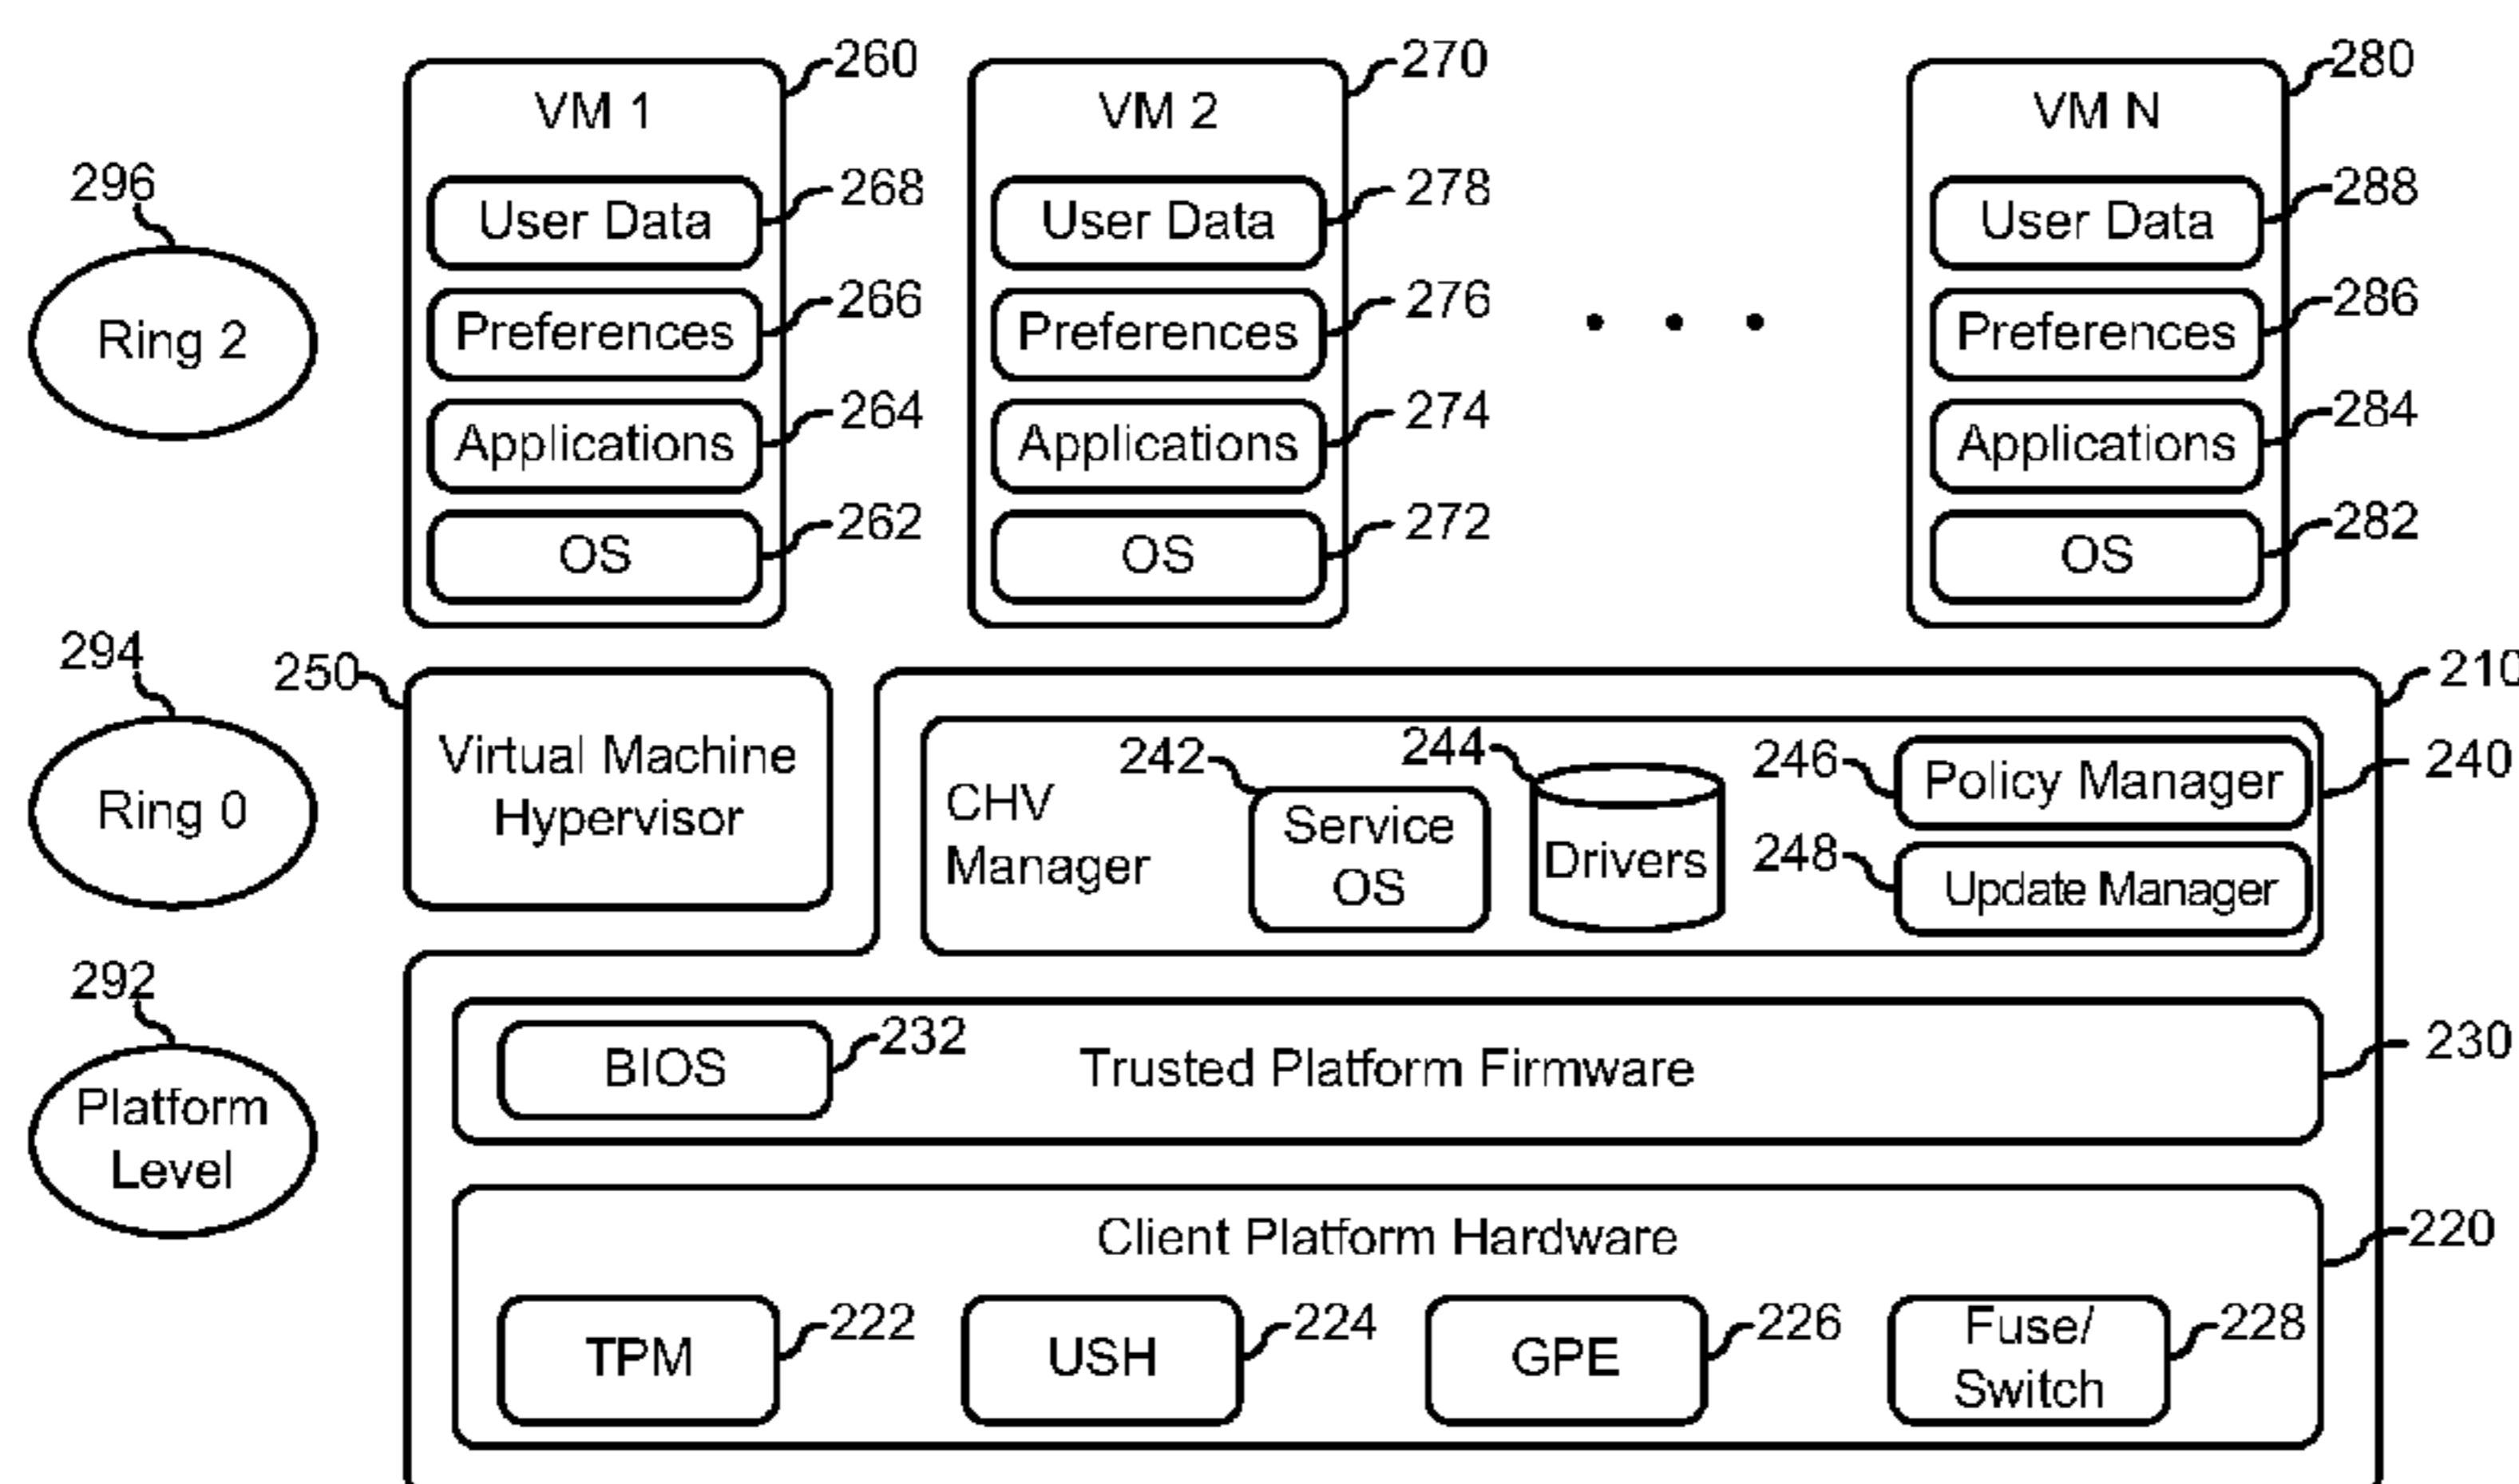 260
270
280
VM 1
VM 2
VM N
296
268
278
288
User Data
User Data
User Data
266
276
286
Ring 2
Preferences
Preferences
Preferences
264
274
284
Applications
Applications
Applications
262
272
282
OS
OS
OS
294
250
210
Virtual Machine
Hypervisor
242
244
246
Policy Manager
240
Ring 0
CHV
Manager
Service
OS
Drivers
248
Update Manager
292
BIOS
232
Trusted Platform Firmware
230
Platform
Level
Client Platform Hardware
220
TPM
222
USH
224
GPE
226
Fuse/
Switch
228